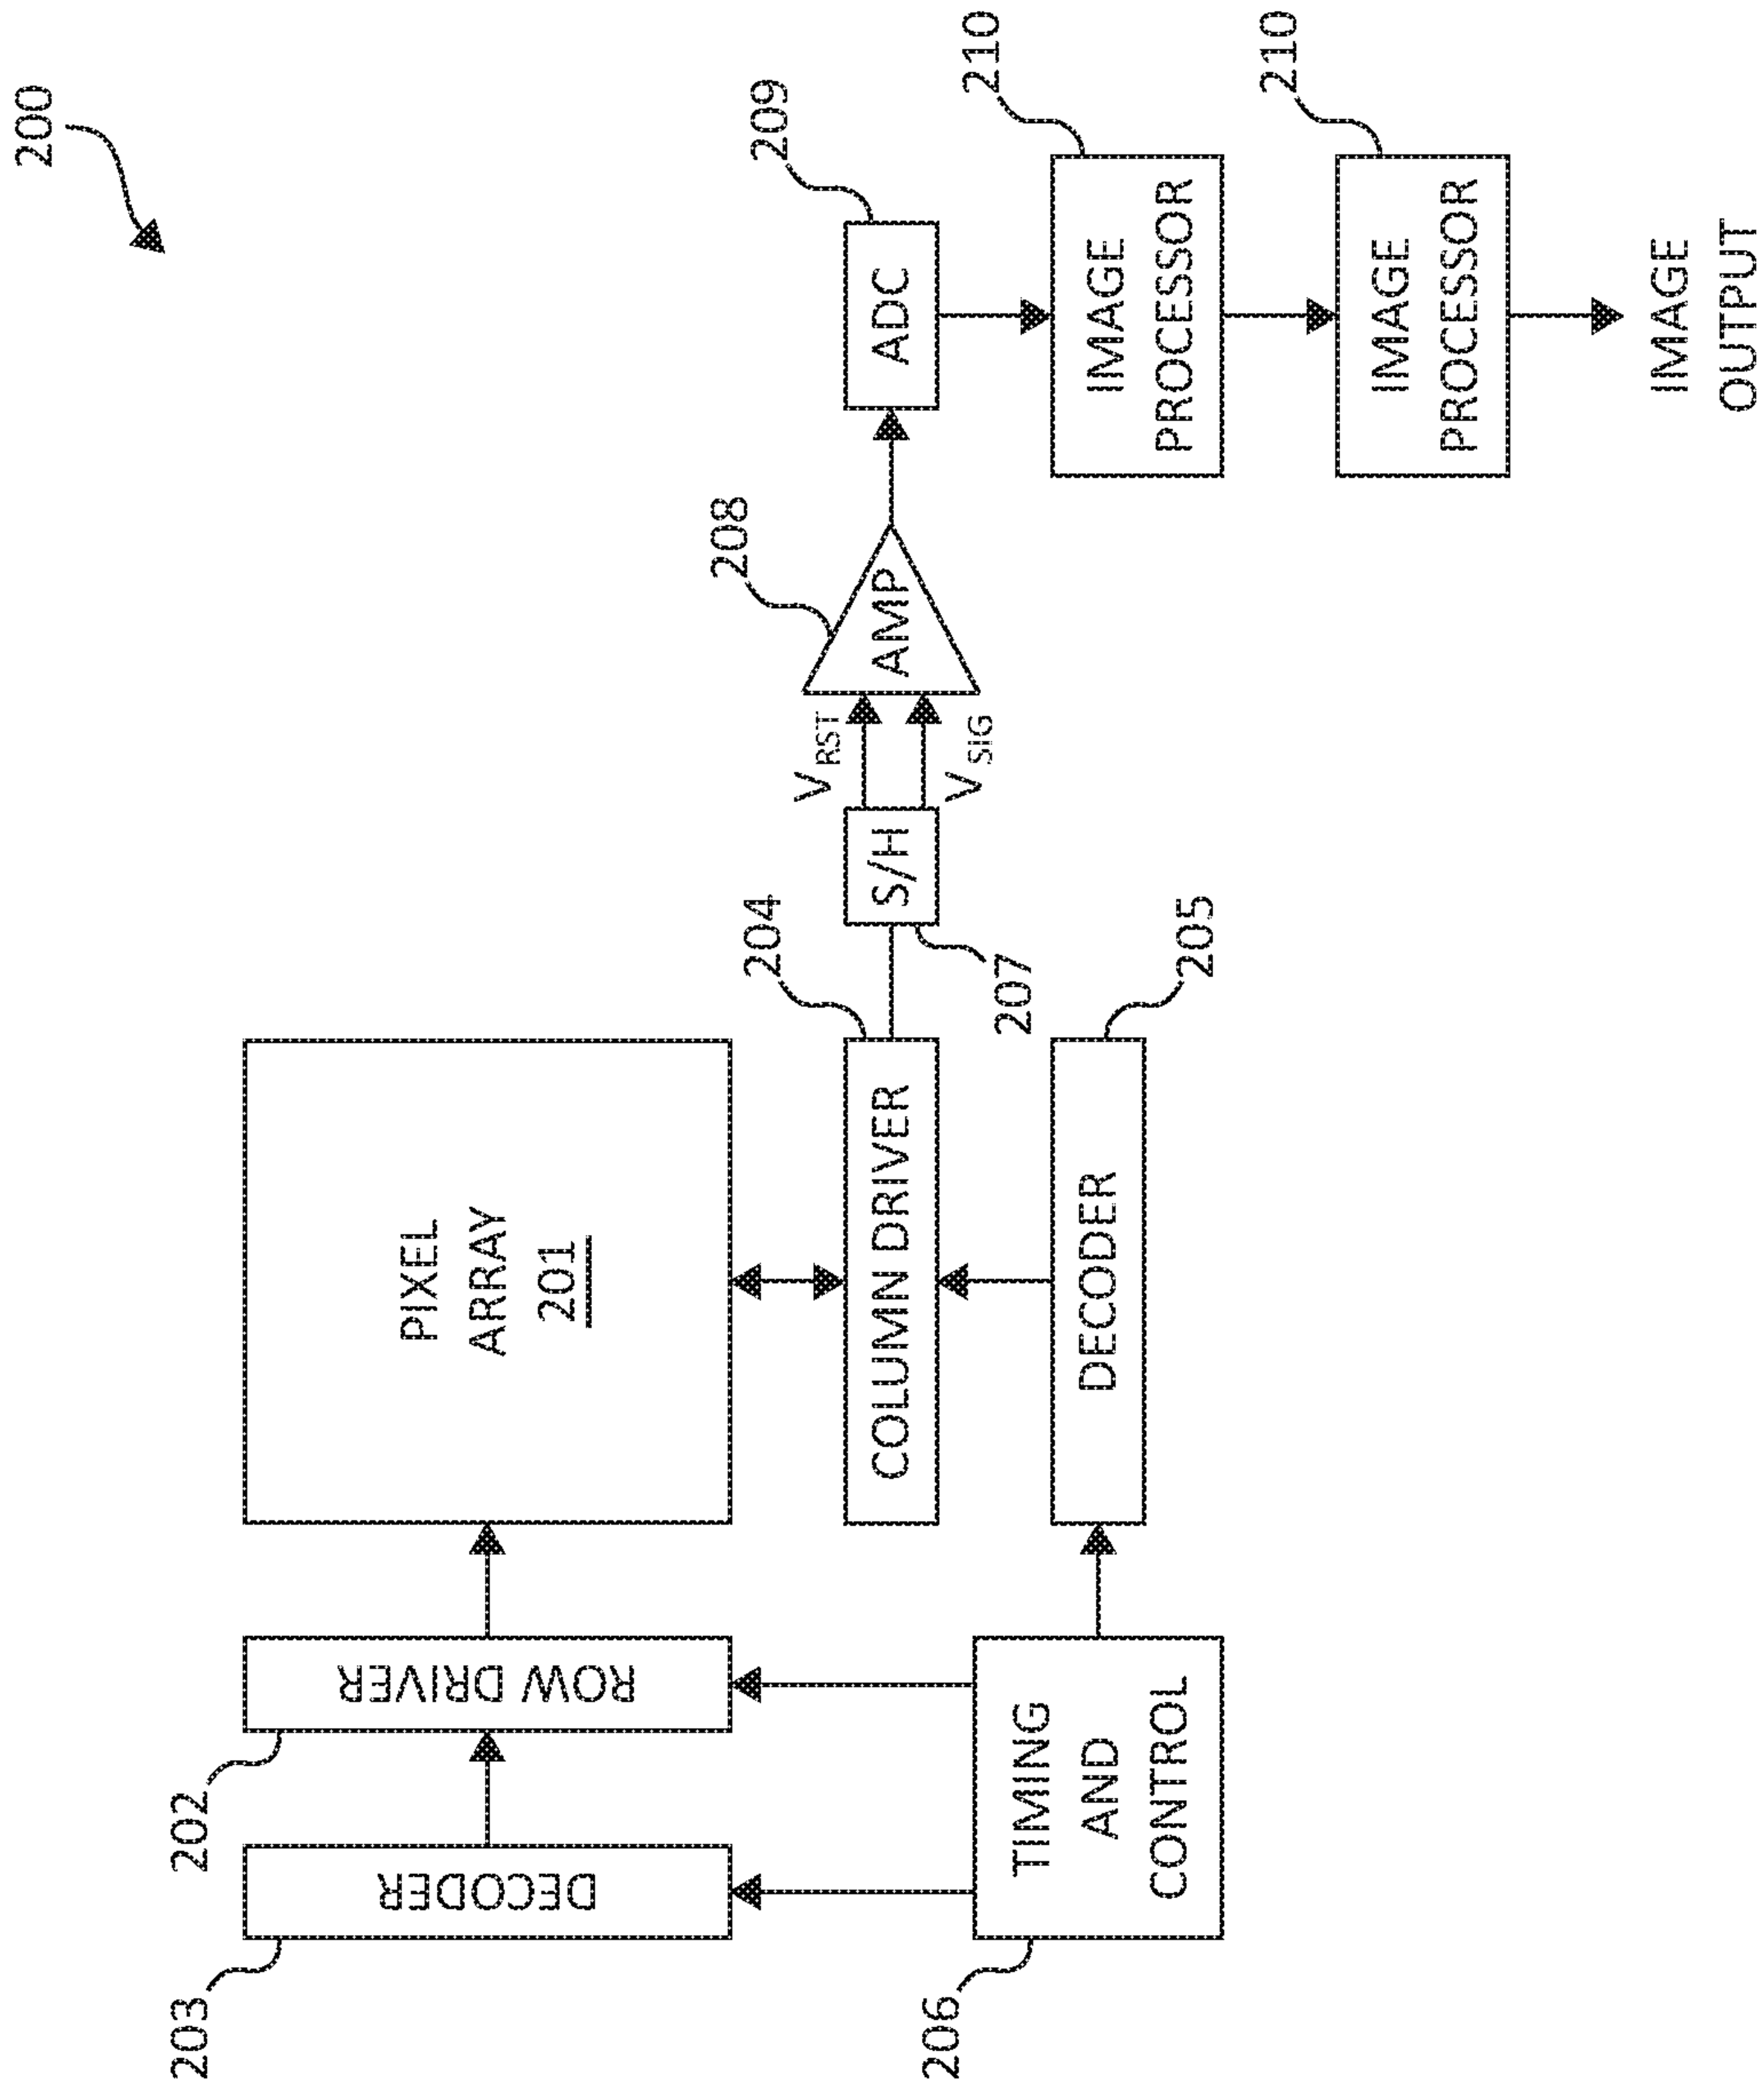 200
PIXEL
ARRAY
201
203
DECODER
202
ROW DRIVER
204
COLUMN DRIVER
205
DECODER
206
TIMING
AND
CONTROL
207
S/H
V RST
V SIG
208
AMP
209
ADC
210
IMAGE
PROCESSOR
210
IMAGE
PROCESSOR
IMAGE
OUTPUT